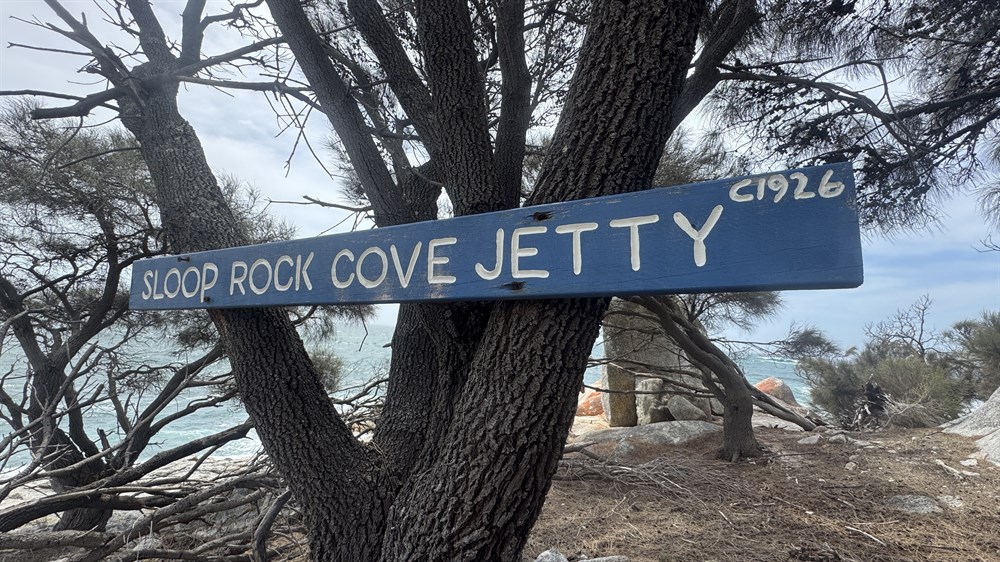 SLOOP ROCK COVE JETTY C1926